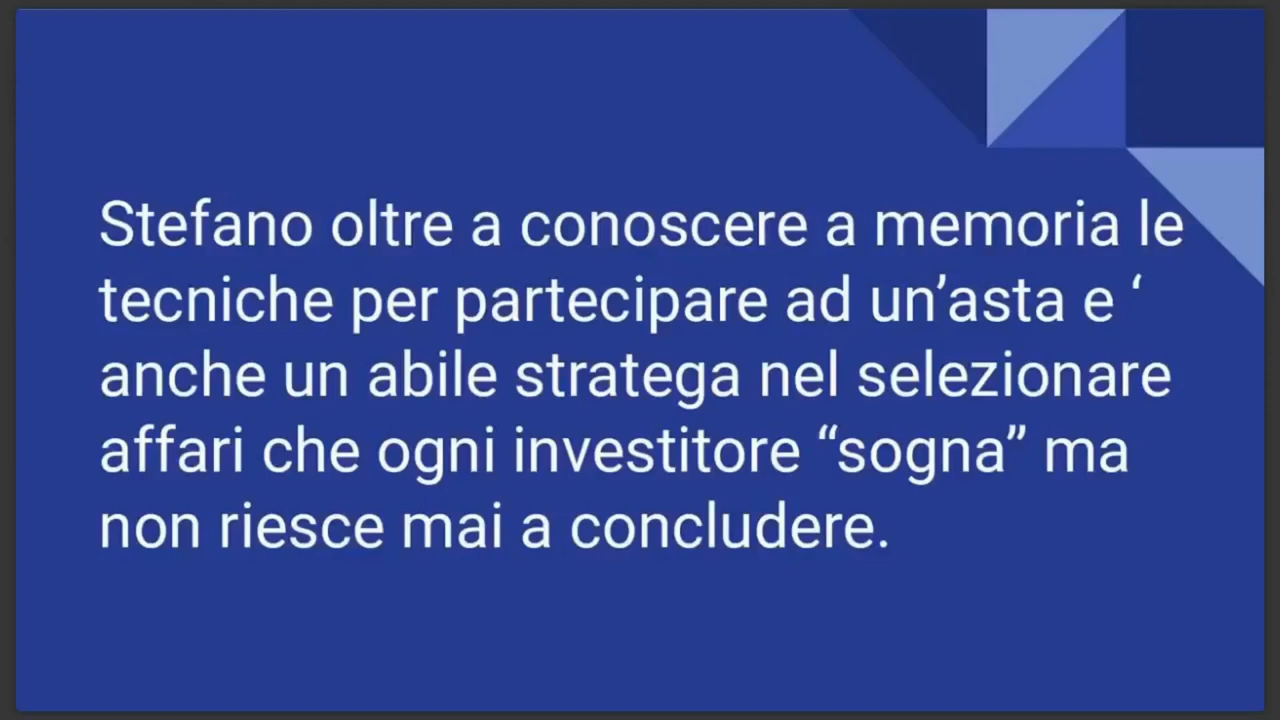 Stefano oltre a conoscere a memoria le
tecniche per partecipare ad un’asta e ‘
anche un abile stratega nel selezionare
affari che ogni investitore “sogna” ma
non riesce mai a concludere.